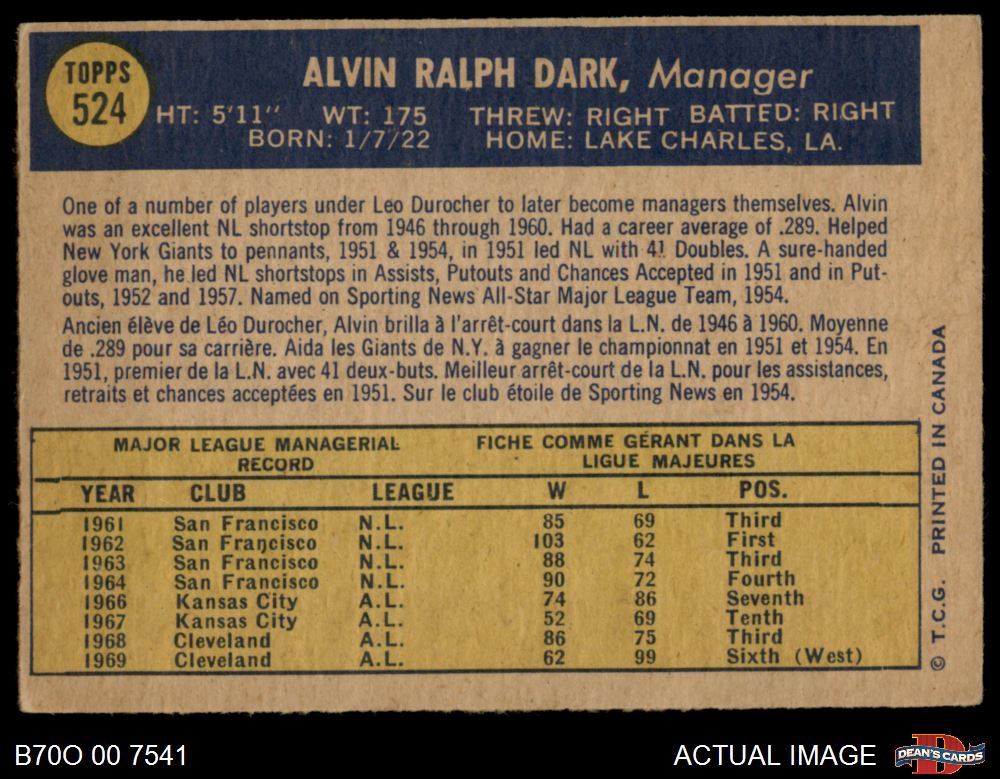 TOPPS
524
ALVIN RALPH DARK, Manager
HT: 5'11" WT: 175 THREW: RIGHT BATTED: RIGHT
BORN: 1/7/22 HOME: LAKE CHARLES, LA.
One of a number of players under Leo Durocher to later become managers themselves. Alvin
was an excellent NL shortstop from 1946 through 1960. Had a career average of .289. Helped
New York Giants to pennants, 1951 & 1954, in 1951 led NL with 41 Doubles. A sure-handed
glove man, he led NL shortstops in Assists, Putouts and Chances Accepted in 1951 and in Put-
outs, 1952 and 1957. Named on Sporting News All-Star Major League Team, 1954.
Ancien élève de Léo Durocher, Alvin brilla à l'arrêt-court dans la L.N. de 1946 à 1960. Moyenne
de .289 pour sa carrière. Aida les Giants de N.Y. à gagner le championnat en 1951 et 1954. En
1951, premier de la L.N. avec 41 deux-buts. Meilleur arrêt-court de la L.N. pour les assistances,
retraits et chances acceptées en 1951. Sur le club étoile de Sporting News en 1954.
MAJOR LEAGUE MANAGERIAL
RECORD
FICHE COMME GÉRANT DANS LA
LIGUE MAJEURES
YEAR CLUB LEAGUE W L POS.
1961 San Francisco N.L. 85 69 Third
1962 San Francisco N.L. 103 62 First
1963 San Francisco N.L. 88 74 Third
1964 San Francisco N.L. 90 72 Fourth
1966 Kansas City A.L. 74 86 Seventh
1967 Kansas City A.L. 52 69 Tenth
1968 Cleveland A.L. 86 75 Third
1969 Cleveland A.L. 62 99 Sixth (West)
© T.C.G. PRINTED IN CANADA
B70O 00 7541
ACTUAL IMAGE
DEAN'S CARDS